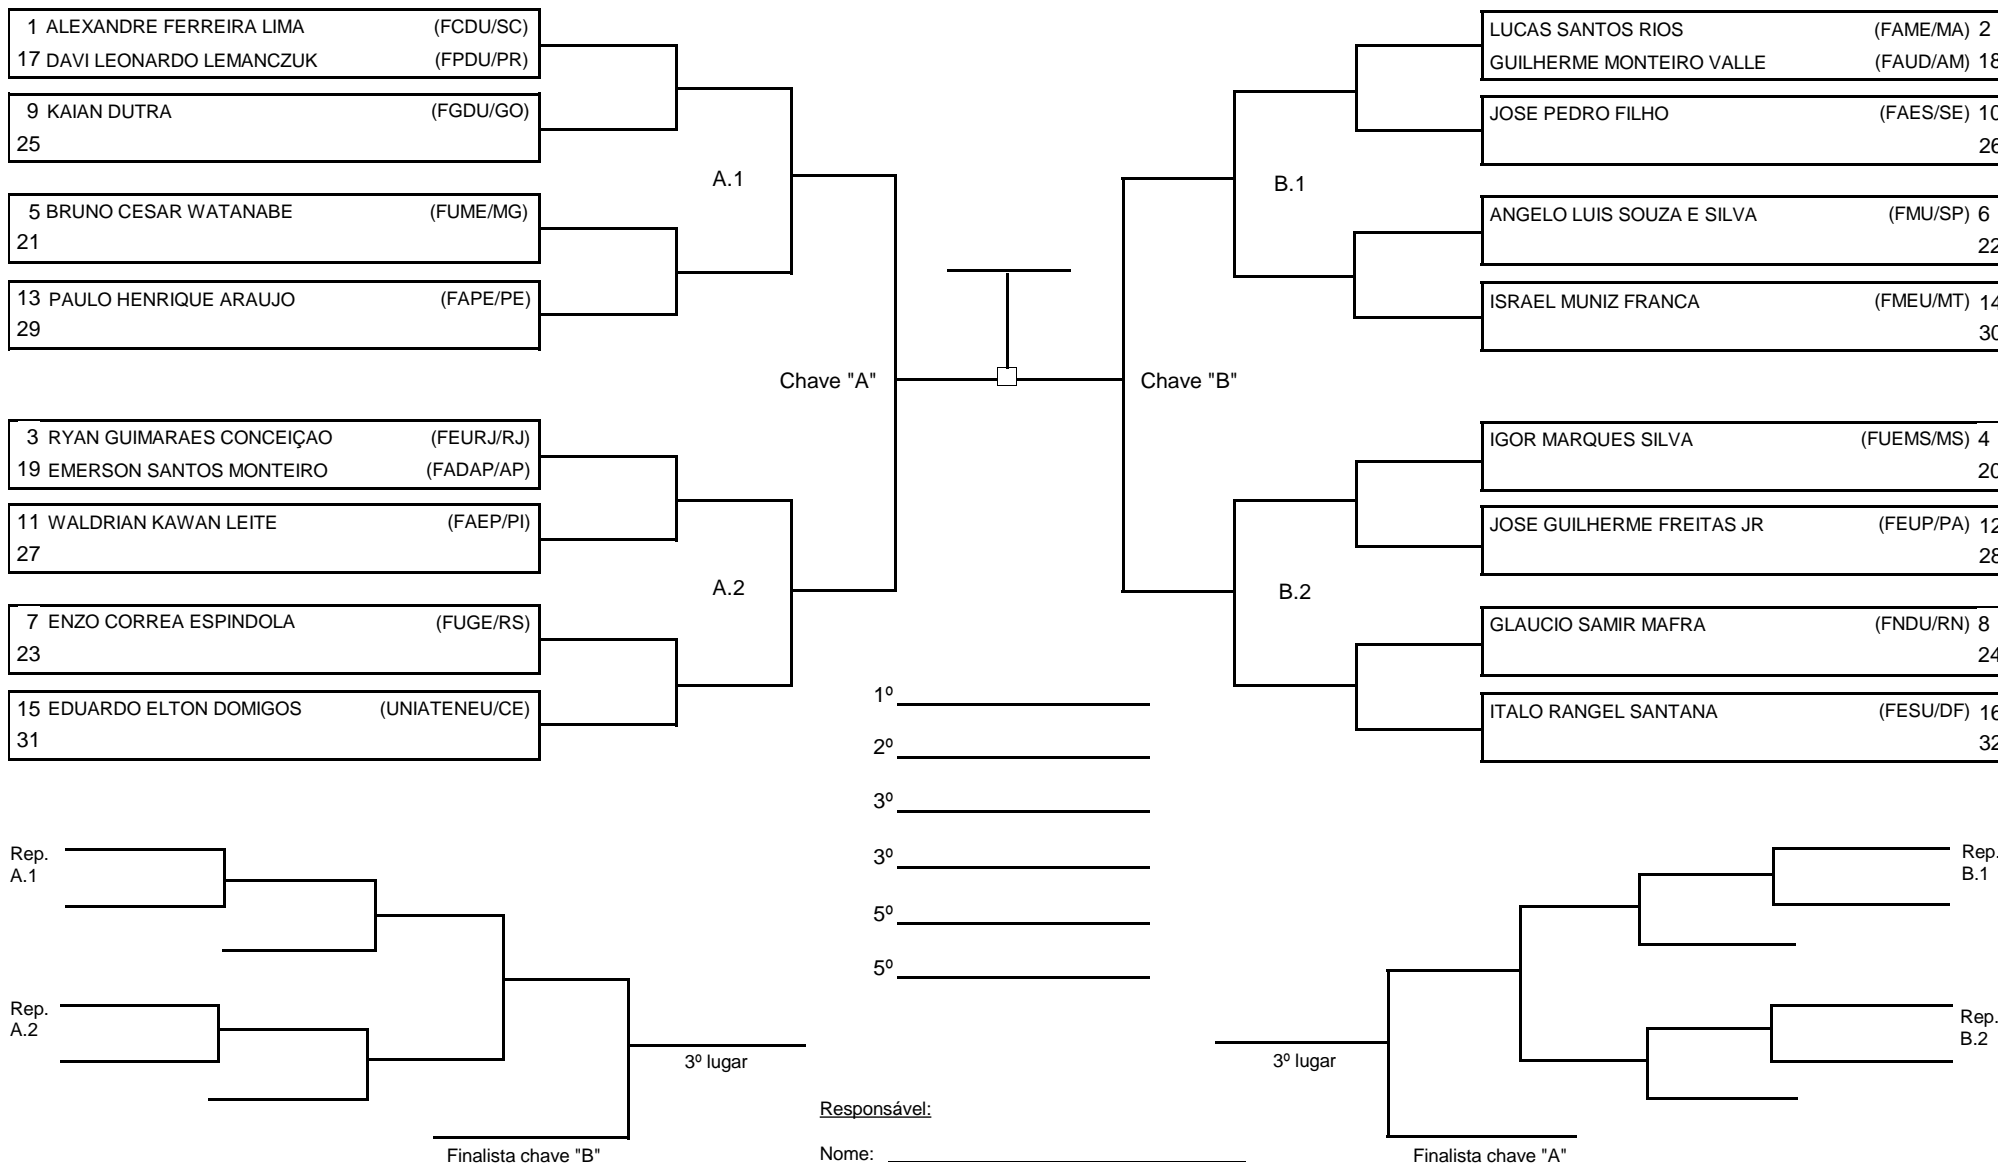 1 ALEXANDRE FERREIRA LIMA (FCDU/SC)
17 DAVI LEONARDO LEMANCZUK (FPDU/PR)
9 KAIAN DUTRA (FGDU/GO)
25
A.1
5 BRUNO CESAR WATANABE (FUME/MG)
21
13 PAULO HENRIQUE ARAUJO (FAPE/PE)
29
Chave "A"
3 RYAN GUIMARAES CONCEIÇAO (FEURJ/RJ)
19 EMERSON SANTOS MONTEIRO (FADAP/AP)
11 WALDRIAN KAWAN LEITE (FAEP/PI)
27
A.2
7 ENZO CORREA ESPINDOLA (FUGE/RS)
23
15 EDUARDO ELTON DOMIGOS (UNIATENEU/CE)
31
LUCAS SANTOS RIOS (FAME/MA) 2
GUILHERME MONTEIRO VALLE (FAUD/AM) 18
JOSE PEDRO FILHO (FAES/SE) 10
26
B.1
ANGELO LUIS SOUZA E SILVA (FMU/SP) 6
22
ISRAEL MUNIZ FRANCA (FMEU/MT) 14
30
Chave "B"
IGOR MARQUES SILVA (FUEMS/MS) 4
20
JOSE GUILHERME FREITAS JR (FEUP/PA) 12
28
B.2
GLAUCIO SAMIR MAFRA (FNDU/RN) 8
24
ITALO RANGEL SANTANA (FESU/DF) 16
32
1º
2º
3º
3º
5º
5º
Rep.
A.1
Rep.
A.2
3º lugar
Finalista chave "B"
Responsável:
Nome:
Rep.
B.1
Rep.
B.2
3º lugar
Finalista chave "A"